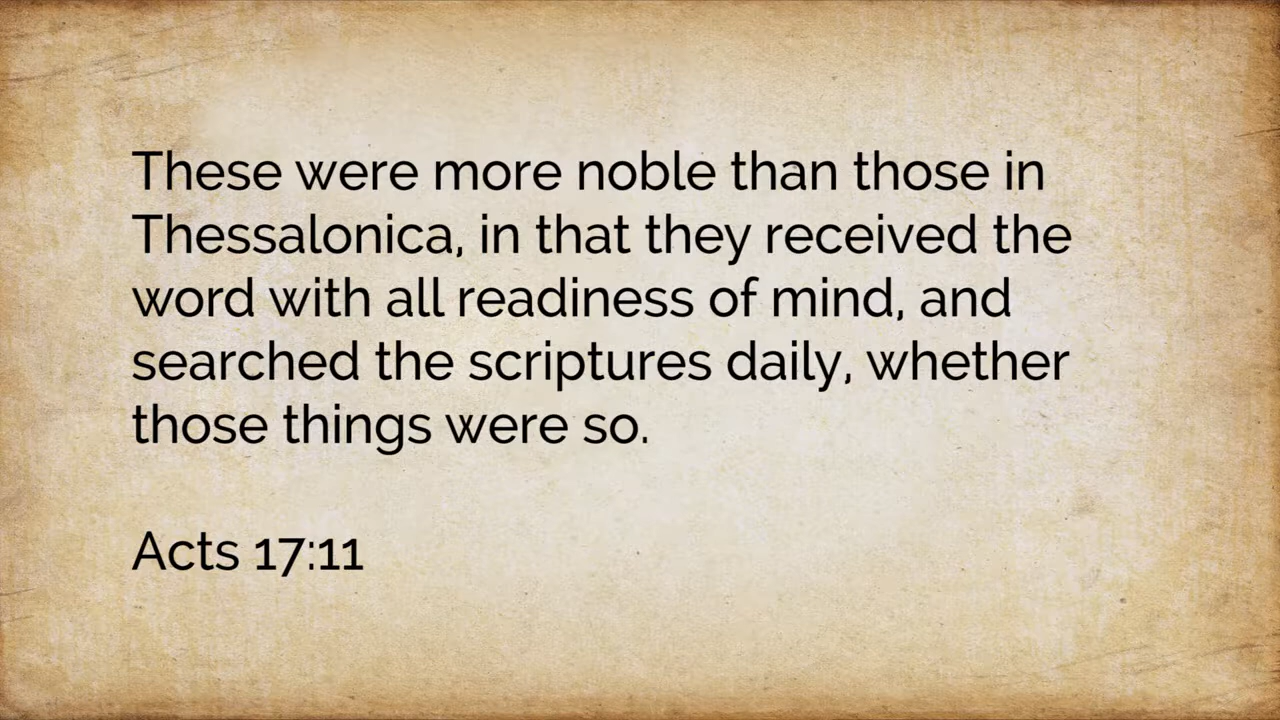 These were more noble than those in
Thessalonica, in that they received the
word with all readiness of mind, and
searched the scriptures daily, whether
those things were so.
Acts 17:11